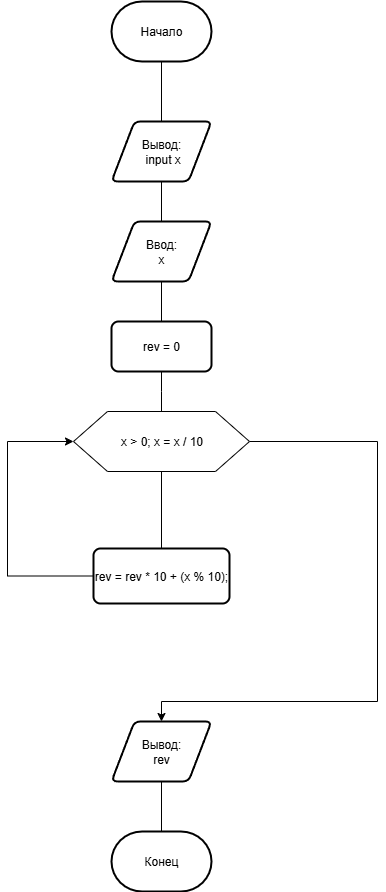 Начало
Вывод:
input x
Ввод:
x
rev = 0
x > 0; x = x / 10
rev = rev * 10 + (x % 10);
Вывод:
rev
Конец